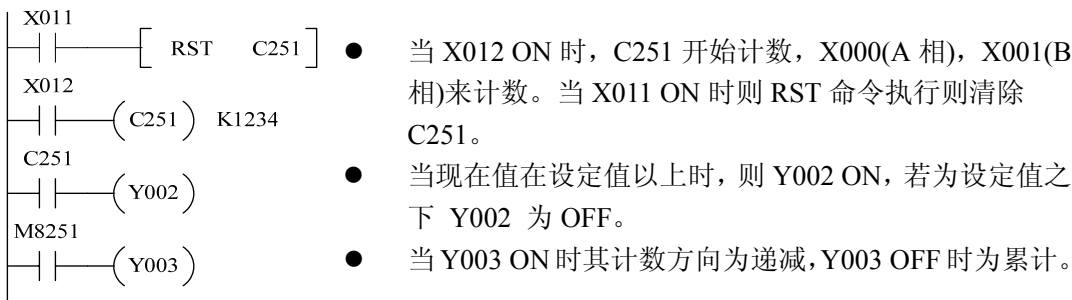 X011
RST C251
X012
C251 K1234
C251
Y002
M8251
Y003
● 当 X012 ON 时，C251 开始计数，X000(A 相)，X001(B
相)来计数。当 X011 ON 时则 RST 命令执行则清除
C251。
● 当现在值在设定值以上时，则 Y002 ON，若为设定值之
下 Y002 为 OFF。
● 当 Y003 ON 时其计数方向为递减，Y003 OFF 时为累计。